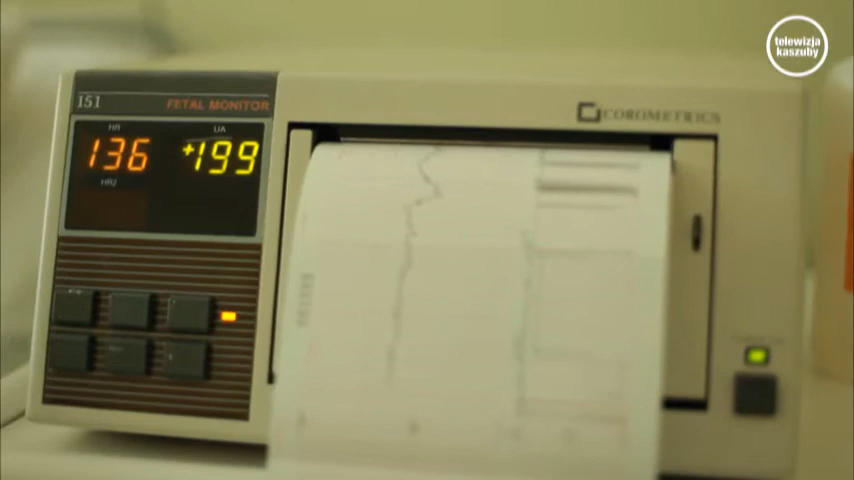 telewizja
kaszuby
151
FETAL MONITOR
COROMETRICS
HR
UA
136
+199
HR2